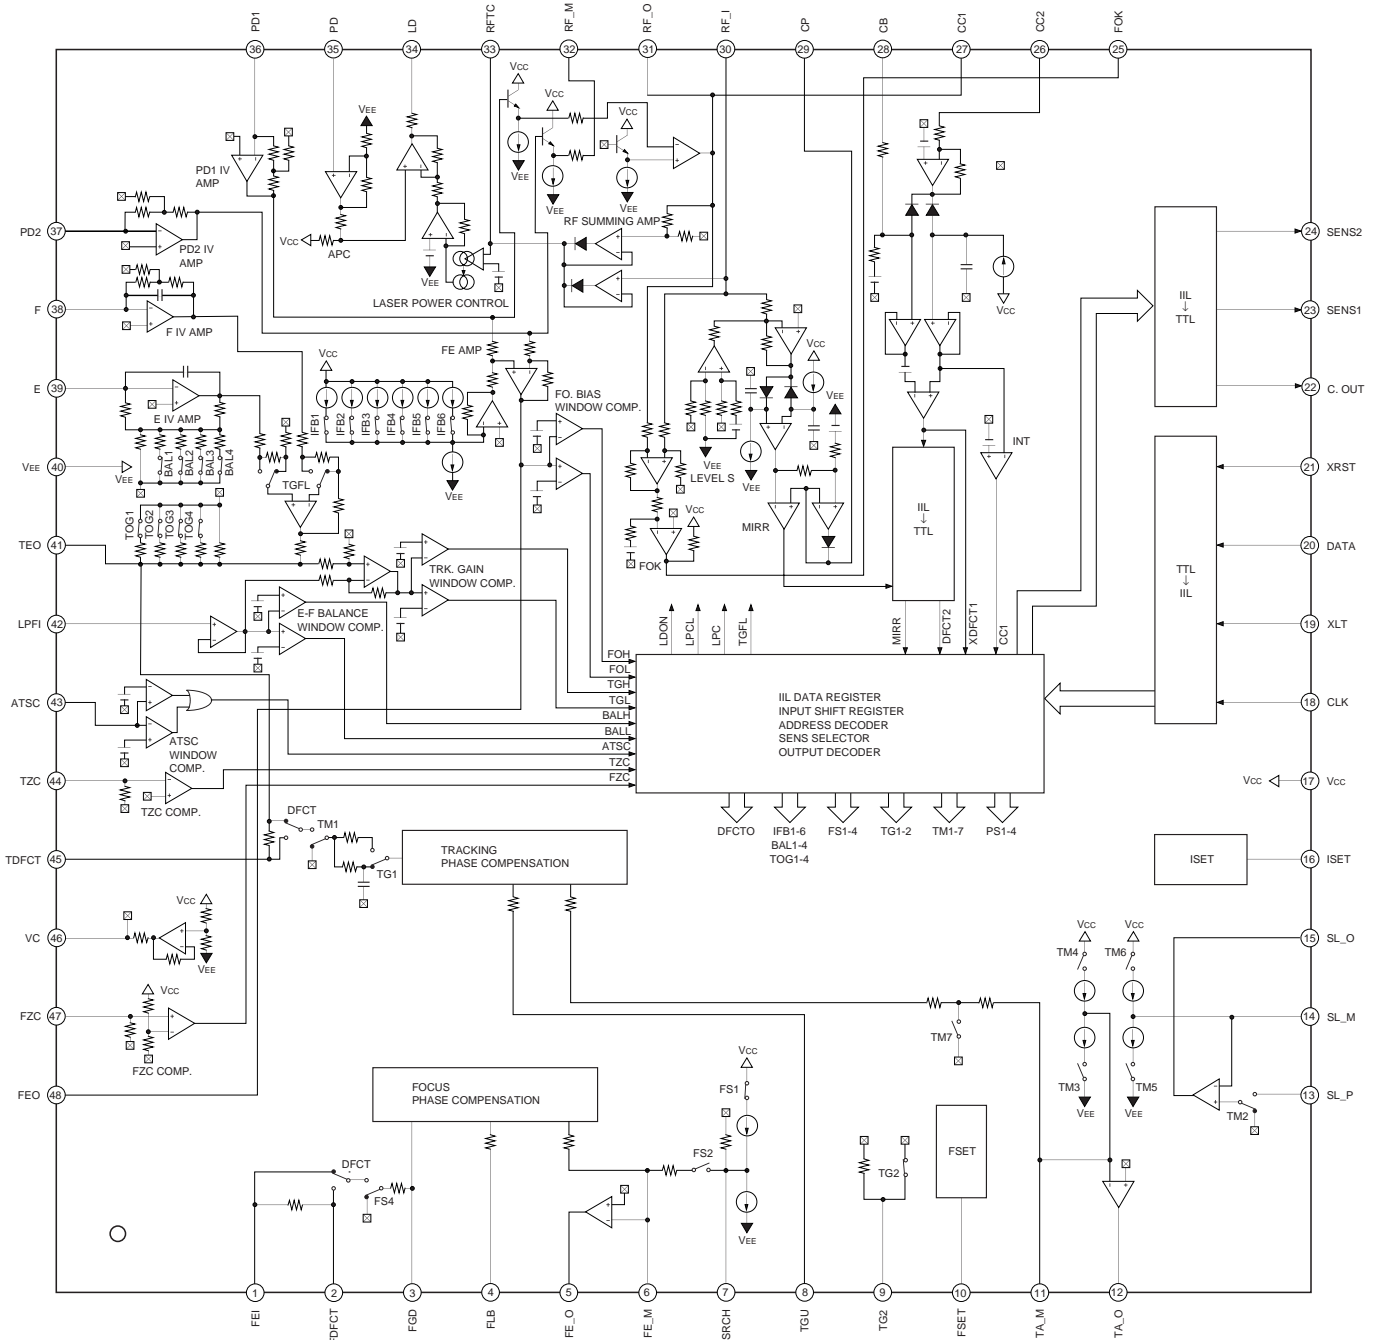 PD1
PD
LD
RFTC
RF_M
RF_O
RF_I
CP
CB
CC1
CC2
FOK
36
35
34
33
32
31
30
29
28
27
26
25
VCC
VCC
VCC
VEE
PD1 IV
AMP
VEE
VEE
VEE
RF SUMMING AMP
PD2
37
PD2 IV
AMP
VCC
APC
VEE
LASER POWER CONTROL
IIL
↓
TTL
24
SENS2
VCC
23
SENS1
F
38
F IV AMP
FE AMP
VCC
VCC
22
C. OUT
E
39
E IV AMP
IFB1
IFB2
IFB3
IFB4
IFB5
IFB6
FO. BIAS
WINDOW COMP.
BAL1
BAL2
BAL3
BAL4
VEE
40
VEE
TGFL
VEE
VEE
LEVEL S
VEE
INT
21
XRST
TOG1
TOG2
TOG3
TOG4
TEO
41
VCC
FOK
MIRR
IIL
↓
TTL
20
DATA
TTL
↓
IIL
TRK. GAIN
WINDOW COMP.
LPFI
42
E-F BALANCE
WINDOW COMP.
LDON
LPCL
LPC
TGFL
MIRR
DFCT2
XDFCT1
CC1
19
XLT
FOH
FOL
TGH
TGL
BALH
BALL
ATSC
TZC
FZC
IIL DATA REGISTER
INPUT SHIFT REGISTER
ADDRESS DECODER
SENS SELECTOR
OUTPUT DECODER
ATSC
43
ATSC
WINDOW
COMP.
18
CLK
TZC
44
TZC COMP.
VCC
17
VCC
DFCTO
IFB1-6
BAL1-4
TOG1-4
FS1-4
TG1-2
TM1-7
PS1-4
DFCT
TM1
TG1
TRACKING
PHASE COMPENSATION
TDFCT
45
ISET
16
ISET
VC
46
VCC
VEE
VCC
VCC
TM4
TM6
15
SL_O
FZC
47
VCC
FZC COMP.
TM7
14
SL_M
TM3
TM5
VEE
VEE
FEO
48
FOCUS
PHASE COMPENSATION
VCC
FS1
FSET
TM2
13
SL_P
DFCT
FS4
FS2
TG2
VEE
1
2
3
4
5
6
7
8
9
10
11
12
FEI
FDFCT
FGD
FLB
FE_O
FE_M
SRCH
TGU
TG2
FSET
TA_M
TA_O